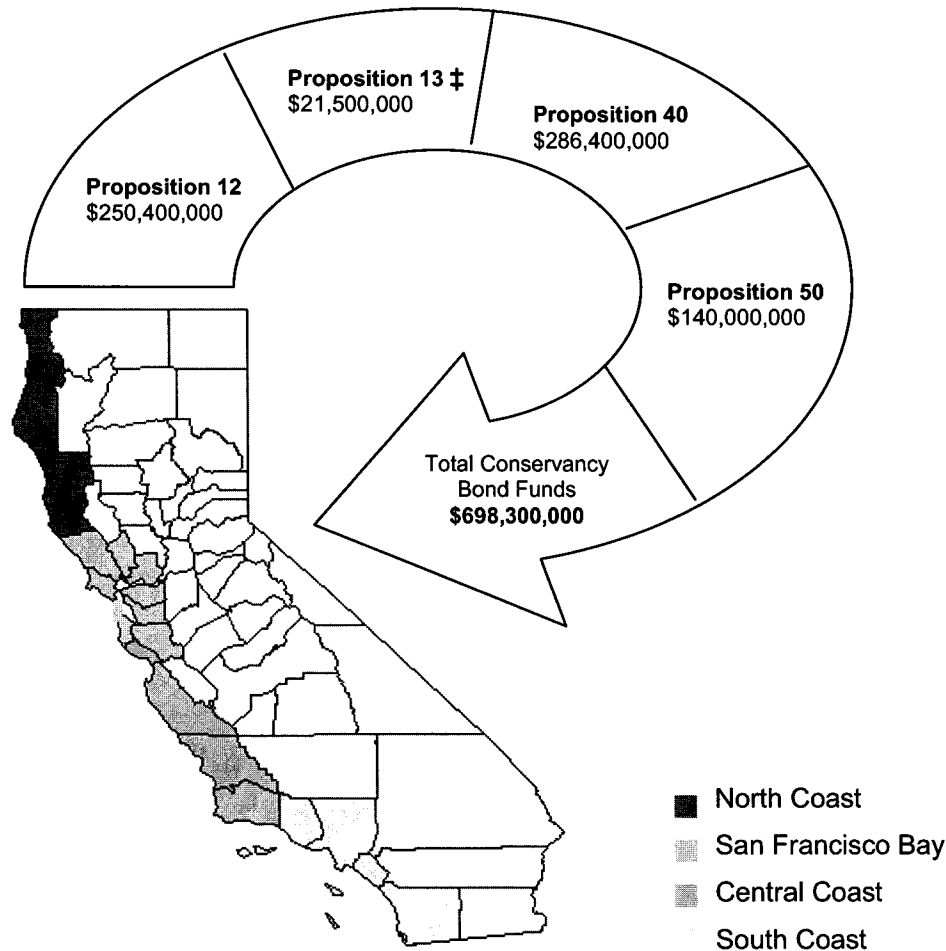 Proposition 12
$250,400,000
Proposition 13 ‡
$21,500,000
Proposition 40
$286,400,000
Proposition 50
$140,000,000
Total Conservancy
Bond Funds
$698,300,000
North Coast
San Francisco Bay
Central Coast
South Coast